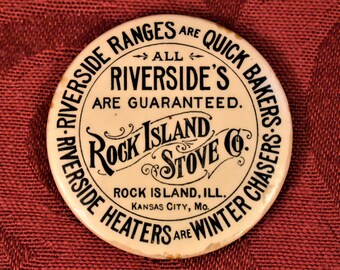 RIVERSIDE RANGES ARE QUICK BAKERS-
RIVERSIDE HEATERS ARE WINTER CHASERS-
ALL
RIVERSIDE'S
ARE GUARANTEED.
ROCK ISLAND
STOVE CO.
ROCK ISLAND, ILL.
KANSAS CITY, MO.